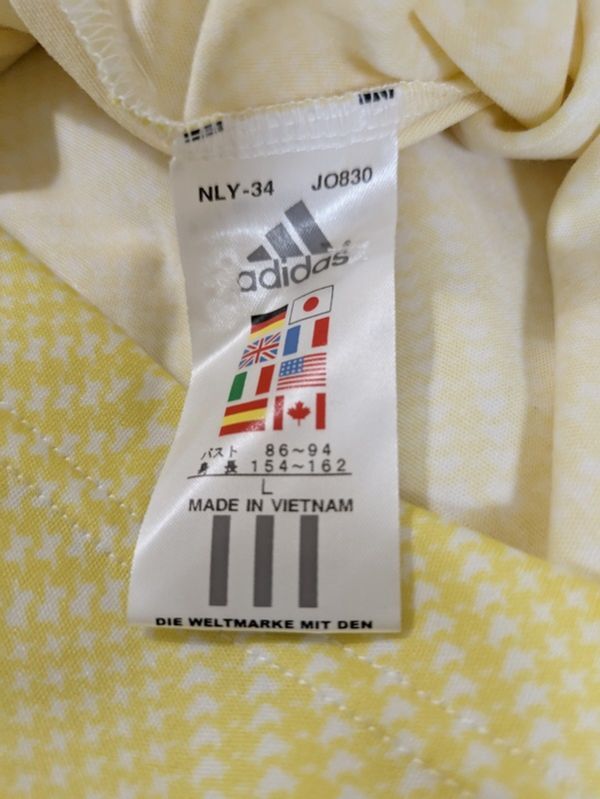 NLY-34 JO830
adidas®
バスト 86~94
身長 154~162
L
MADE IN VIETNAM
DIE WELTMARKE MIT DEN